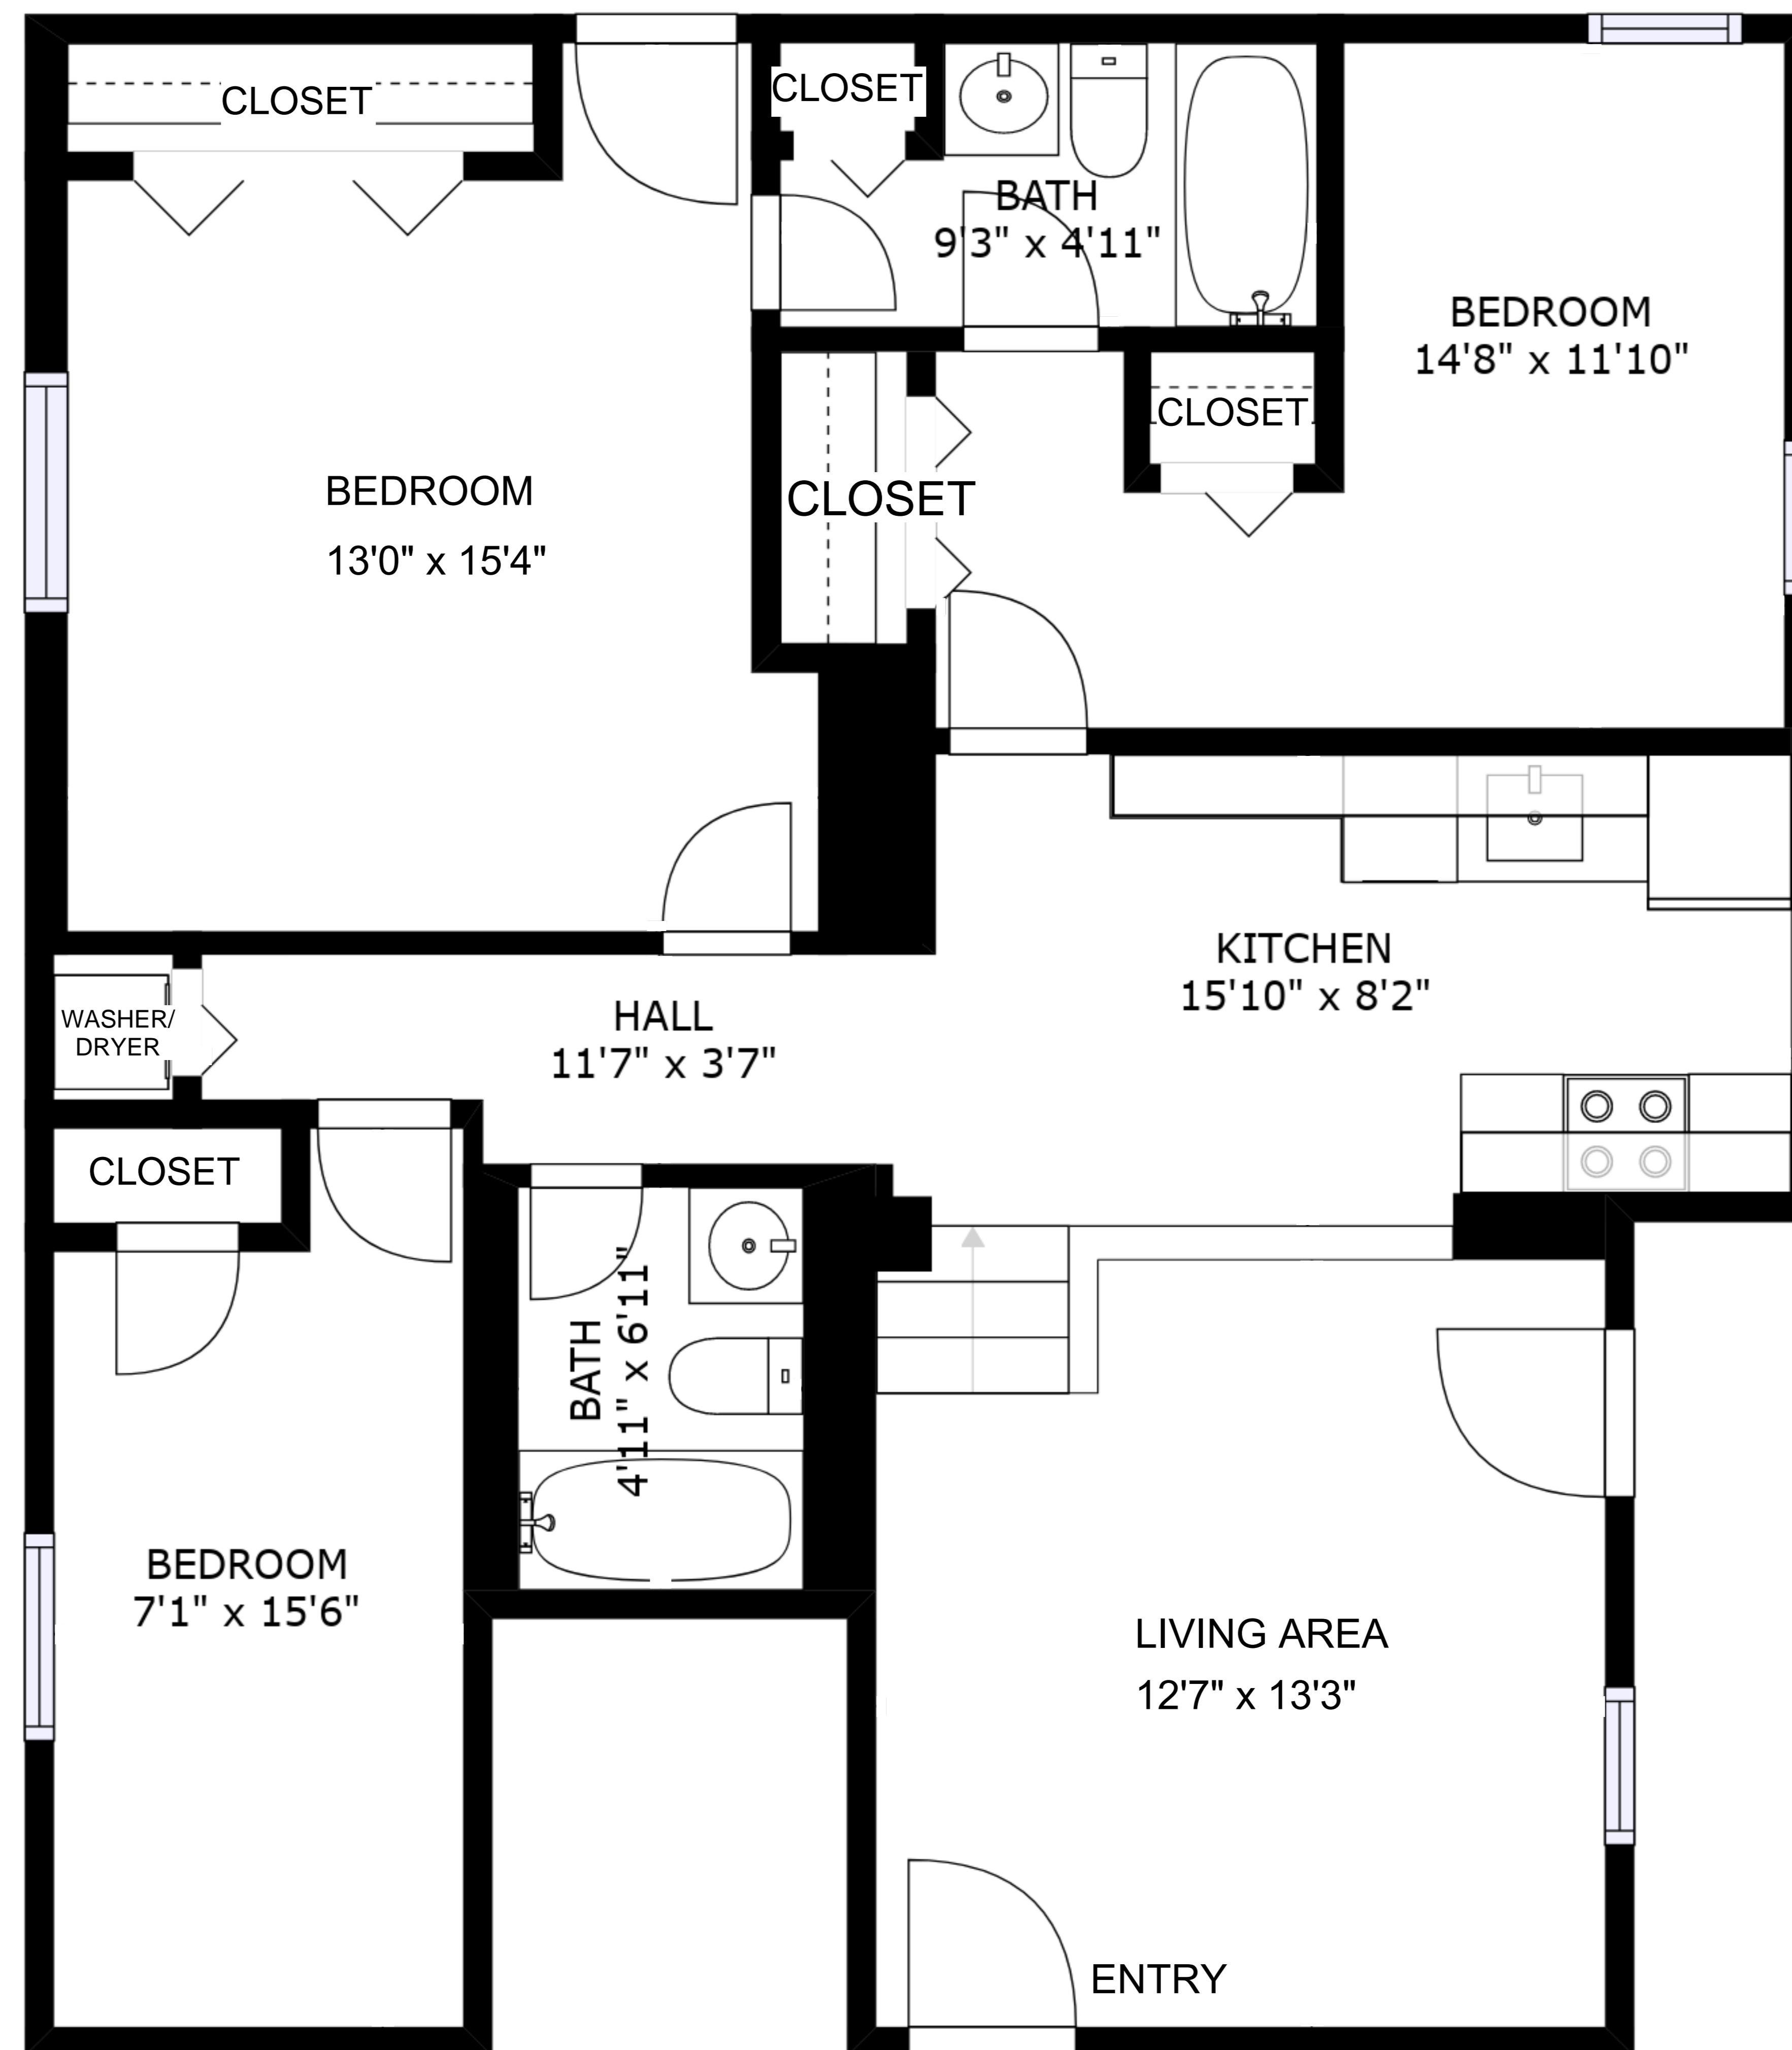 CLOSET
CLOSET
BATH
9'3" x 4'11"
BEDROOM
14'8" x 11'10"
CLOSET
BEDROOM
13'0" x 15'4"
CLOSET
KITCHEN
15'10" x 8'2"
HALL
11'7" x 3'7"
WASHER/
DRYER
CLOSET
BATH
4'11" x 6'11"
BEDROOM
7'1" x 15'6"
LIVING AREA
12'7" x 13'3"
ENTRY